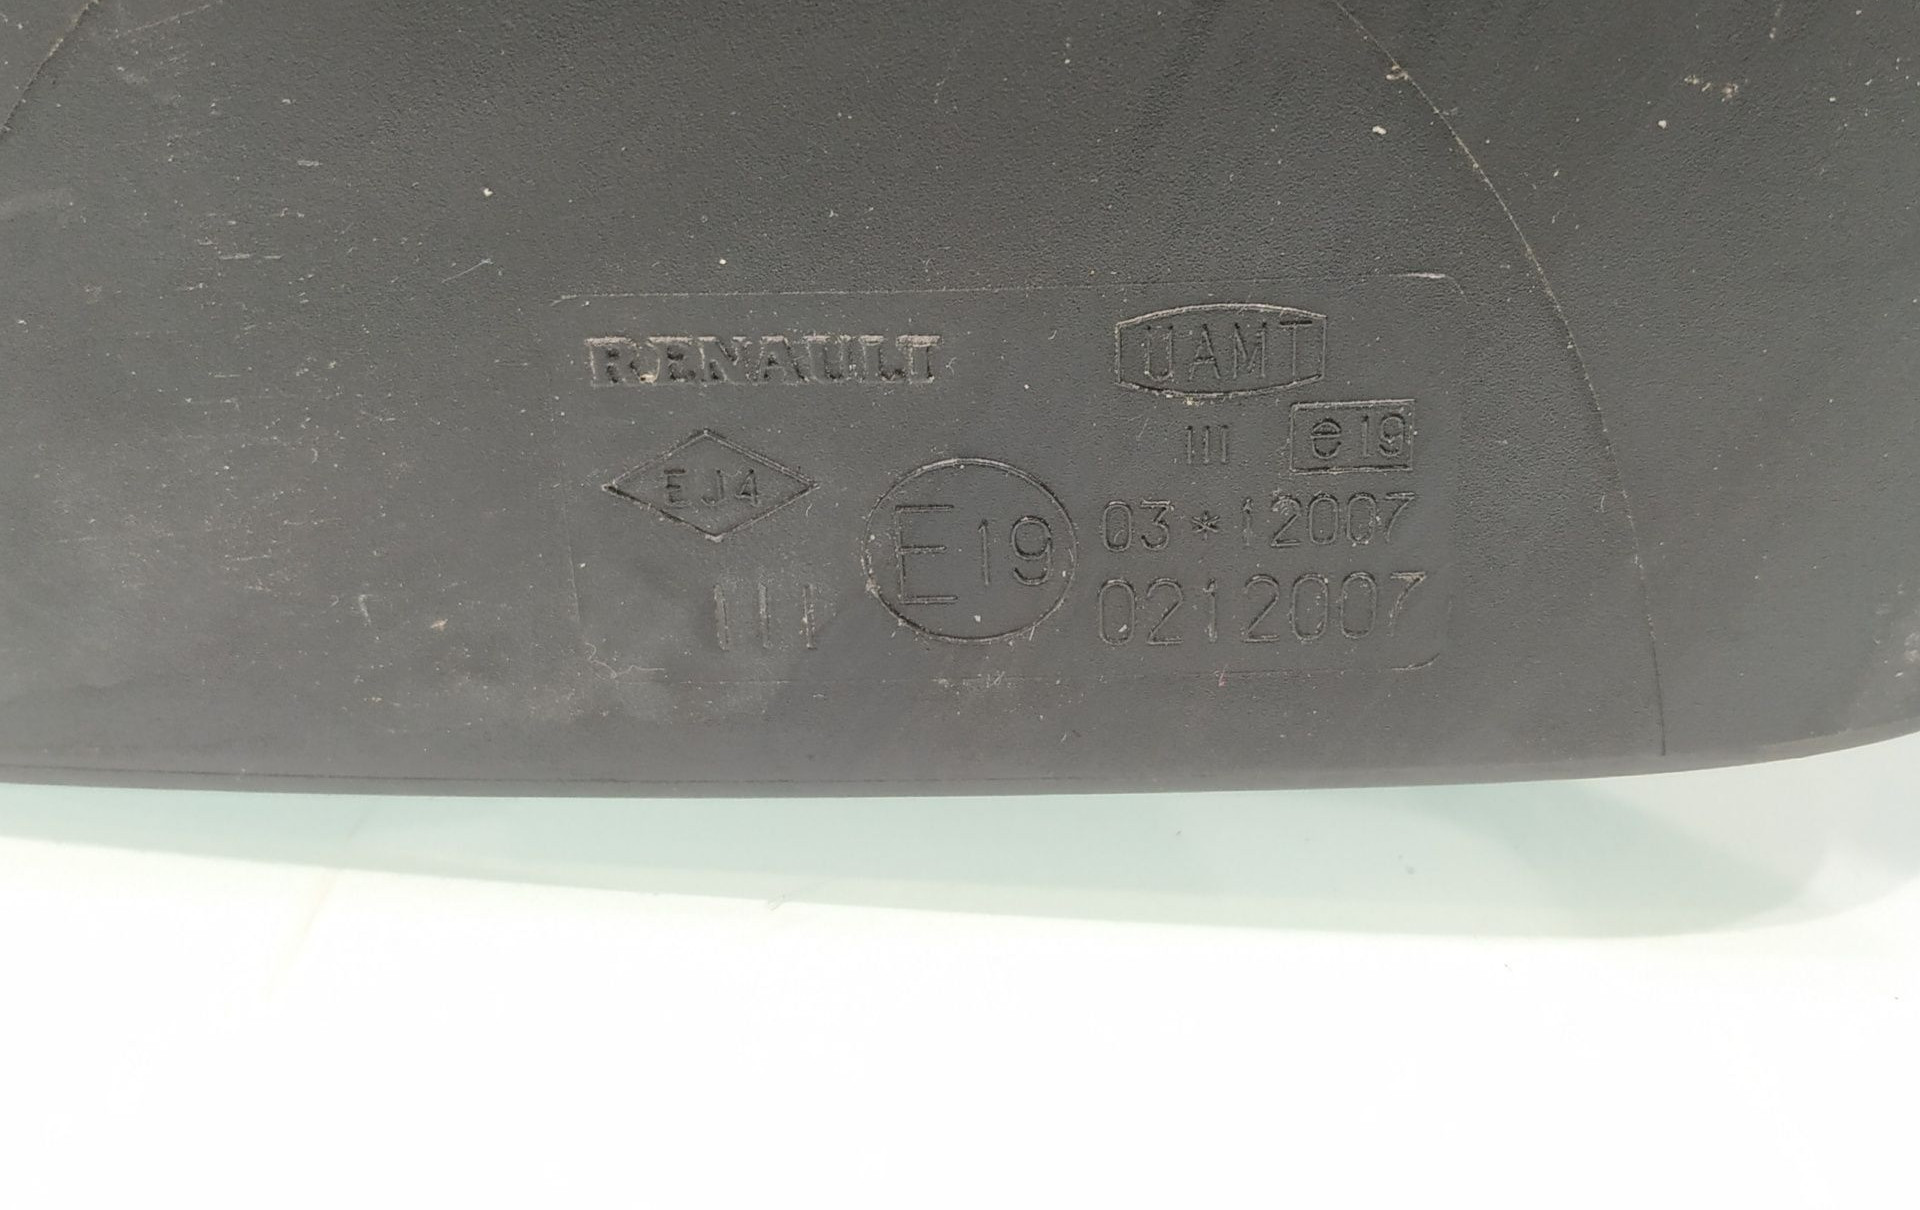 RENAULT
UAMT
III e19
EJ4
E19
03*12007
III
0212007